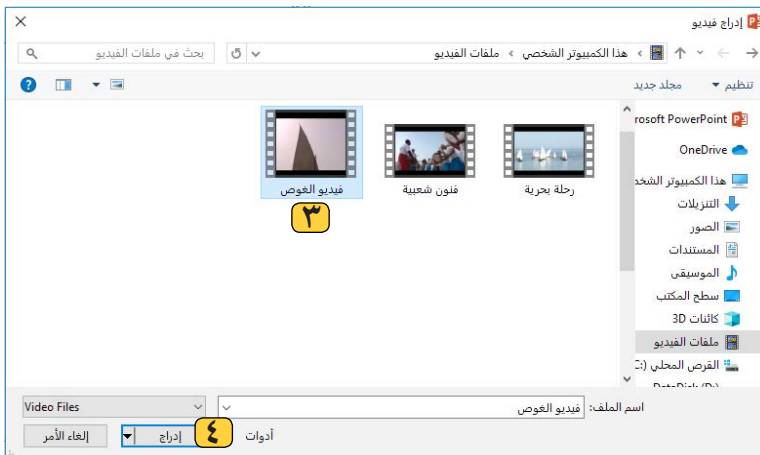 إدراج فيديو
هذا الكمبيوتر الشخصي › ملفات الفيديو
بحث في ملفات الفيديو
تنظيم
مجلد جديد
rosoft PowerPoint
OneDrive
هذا الكمبيوتر الشخص
التنزيلات
الصور
المستندات
الموسيقى
سطح المكتب
كائنات 3D
ملفات الفيديو
القرص المحلي (:C
DataDisk (D:)
رحلة بحرية
فنون شعبية
فيديو الغوص
٣
اسم الملف: فيديو الغوص
Video Files
أدوات
٤
إدراج
إلغاء الأمر